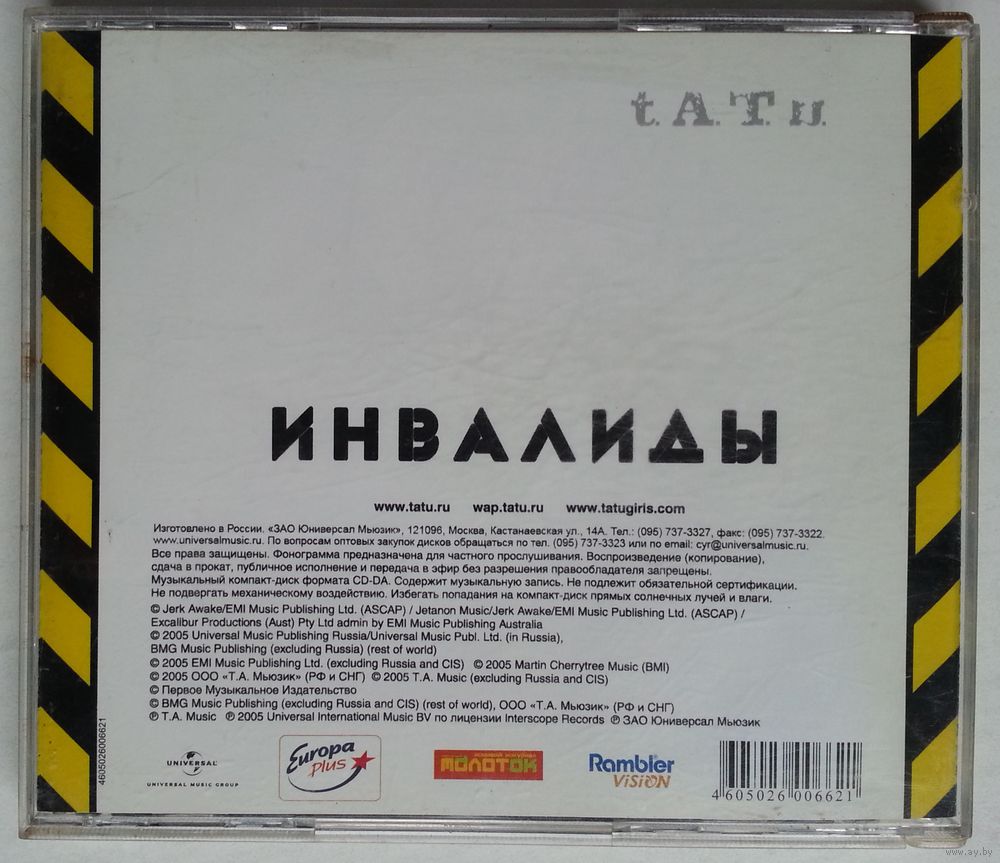 t.A.T.u.
ИНВАЛИДЫ
www.tatu.ru wap.tatu.ru www.tatugirls.com
Изготовлено в России. «ЗАО Юниверсал Мьюзик», 121096, Москва, Кастанаевская ул., 14А. Тел.: (095) 737-3327, факс: (095) 737-3322.
www.universalmusic.ru. По вопросам оптовых закупок дисков обращаться по тел. (095) 737-3323 или по email: cyr@universalmusic.ru.
Все права защищены. Фонограмма предназначена для частного прослушивания. Воспроизведение (копирование),
сдача в прокат, публичное исполнение и передача в эфир без разрешения правообладателя запрещены.
Музыкальный компакт-диск формата CD-DA. Содержит музыкальную запись. Не подлежит обязательной сертификации.
Не подвергать механическому воздействию. Избегать попадания на компакт-диск прямых солнечных лучей и влаги.
© Jerk Awake/EMI Music Publishing Ltd. (ASCAP) / Jetanon Music/Jerk Awake/EMI Music Publishing Ltd. (ASCAP) /
Excalibur Productions (Aust) Pty Ltd admin by EMI Music Publishing Australia
© 2005 Universal Music Publishing Russia/Universal Music Publ. Ltd. (in Russia),
BMG Music Publishing (excluding Russia) (rest of world)
© 2005 EMI Music Publishing Ltd. (excluding Russia and CIS) © 2005 Martin Cherrytree Music (BMI)
© 2005 ООО «Т.А. Мьюзик» (РФ и СНГ) © 2005 T.A. Music (excluding Russia and CIS)
© Первое Музыкальное Издательство
© BMG Music Publishing (excluding Russia and CIS) (rest of world), ООО «Т.А. Мьюзик» (РФ и СНГ)
℗ T.A. Music ℗ 2005 Universal International Music BV по лицензии Interscope Records ℗ ЗАО Юниверсал Мьюзик
4605026006621
UNIVERSAL
UNIVERSAL MUSIC GROUP
Europa
plus
МОЛОТОК
Rambler
ViSiON
4 605026 006621
www.ay.by